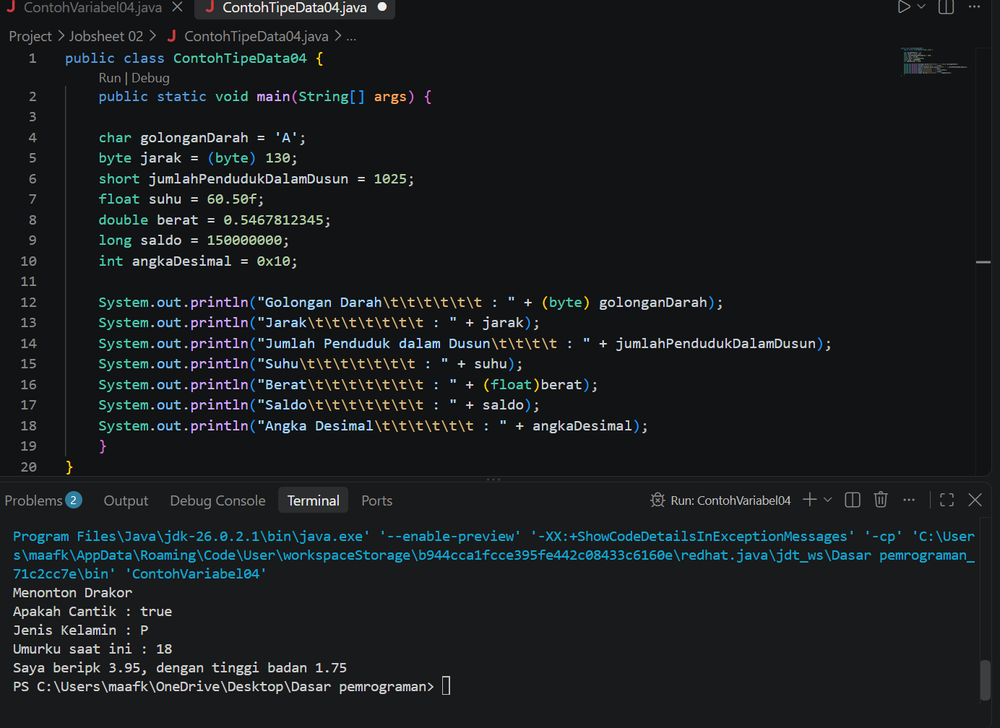 ContohVariabel04.java
ContohTipeData04.java
Project > Jobsheet 02 > ContohTipeData04.java > ...
1 public class ContohTipeData04 {
Run | Debug
2 public static void main(String[] args) {
3
4 char golonganDarah = 'A';
5 byte jarak = (byte) 130;
6 short jumlahPendudukDalamDusun = 1025;
7 float suhu = 60.50f;
8 double berat = 0.5467812345;
9 long saldo = 150000000;
10 int angkaDesimal = 0x10;
11
12 System.out.println("Golongan Darah\t\t\t\t\t\t : " + (byte) golonganDarah);
13 System.out.println("Jarak\t\t\t\t\t\t\t : " + jarak);
14 System.out.println("Jumlah Penduduk dalam Dusun\t\t\t\t : " + jumlahPendudukDalamDusun);
15 System.out.println("Suhu\t\t\t\t\t\t\t : " + suhu);
16 System.out.println("Berat\t\t\t\t\t\t\t : " + (float)berat);
17 System.out.println("Saldo\t\t\t\t\t\t\t : " + saldo);
18 System.out.println("Angka Desimal\t\t\t\t\t\t : " + angkaDesimal);
19 }
20 }
Problems 2 Output Debug Console Terminal Ports Run: ContohVariabel04
Program Files\Java\jdk-26.0.2.1\bin\java.exe' '--enable-preview' '-XX:+ShowCodeDetailsInExceptionMessages' '-cp' 'C:\User
s\maafk\AppData\Roaming\Code\User\workspaceStorage\b944cca1fcce395fe442c08433c6160e\redhat.java\jdt_ws\Dasar pemrograman_
71c2cc7e\bin' 'ContohVariabel04'
Menonton Drakor
Apakah Cantik : true
Jenis Kelamin : P
Umurku saat ini : 18
Saya beripk 3.95, dengan tinggi badan 1.75
PS C:\Users\maafk\OneDrive\Desktop\Dasar pemrograman>